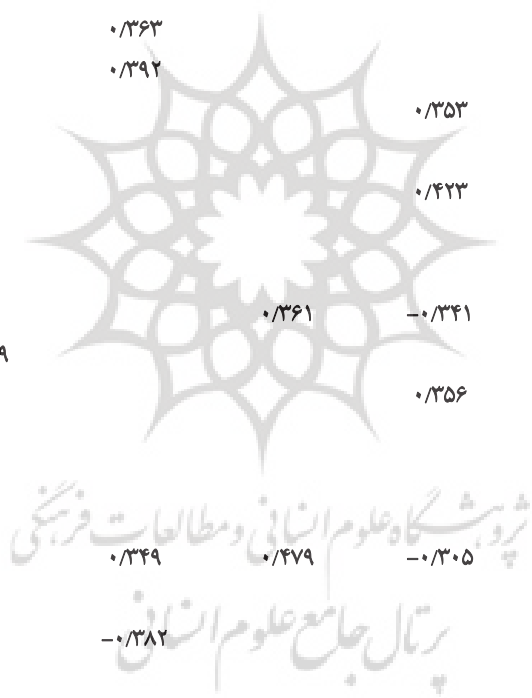 ۰/۳۶۳
۰/۳۹۲
۰/۳۵۳
۰/۴۲۳
۰/۳۶۱ -۰/۳۴۱
۹
۰/۳۵۶
پژوهشگاه علوم انسانی و مطالعات فرهنگی
۰/۳۴۹ ۰/۴۷۹ -۰/۳۰۵
پرتال جامع علوم انسانی
-۰/۳۸۲